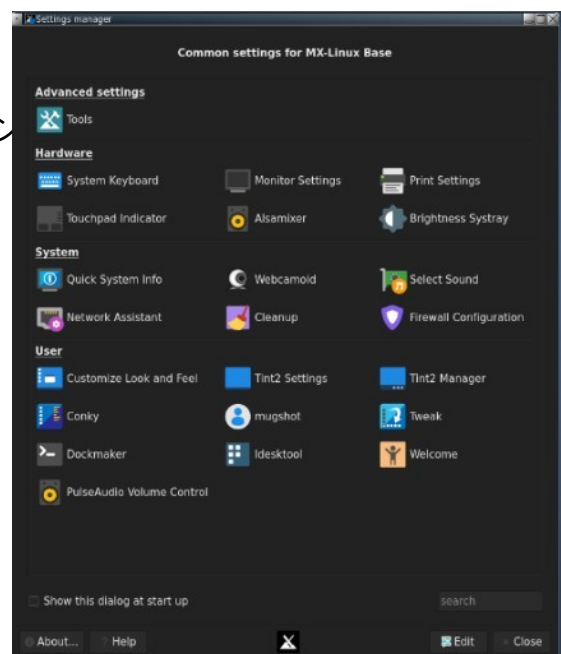 Settings manager
Common settings for MX-Linux Base
Advanced settings
Tools
Hardware
System Keyboard Monitor Settings Print Settings
Touchpad Indicator Alsamixer Brightness Systray
System
Quick System Info Webcamoid Select Sound
Network Assistant Cleanup Firewall Configuration
User
Customize Look and Feel Tint2 Settings Tint2 Manager
Conky mugshot Tweak
Dockmaker Idesktool Welcome
PulseAudio Volume Control
Show this dialog at start up search
About... Help Edit Close